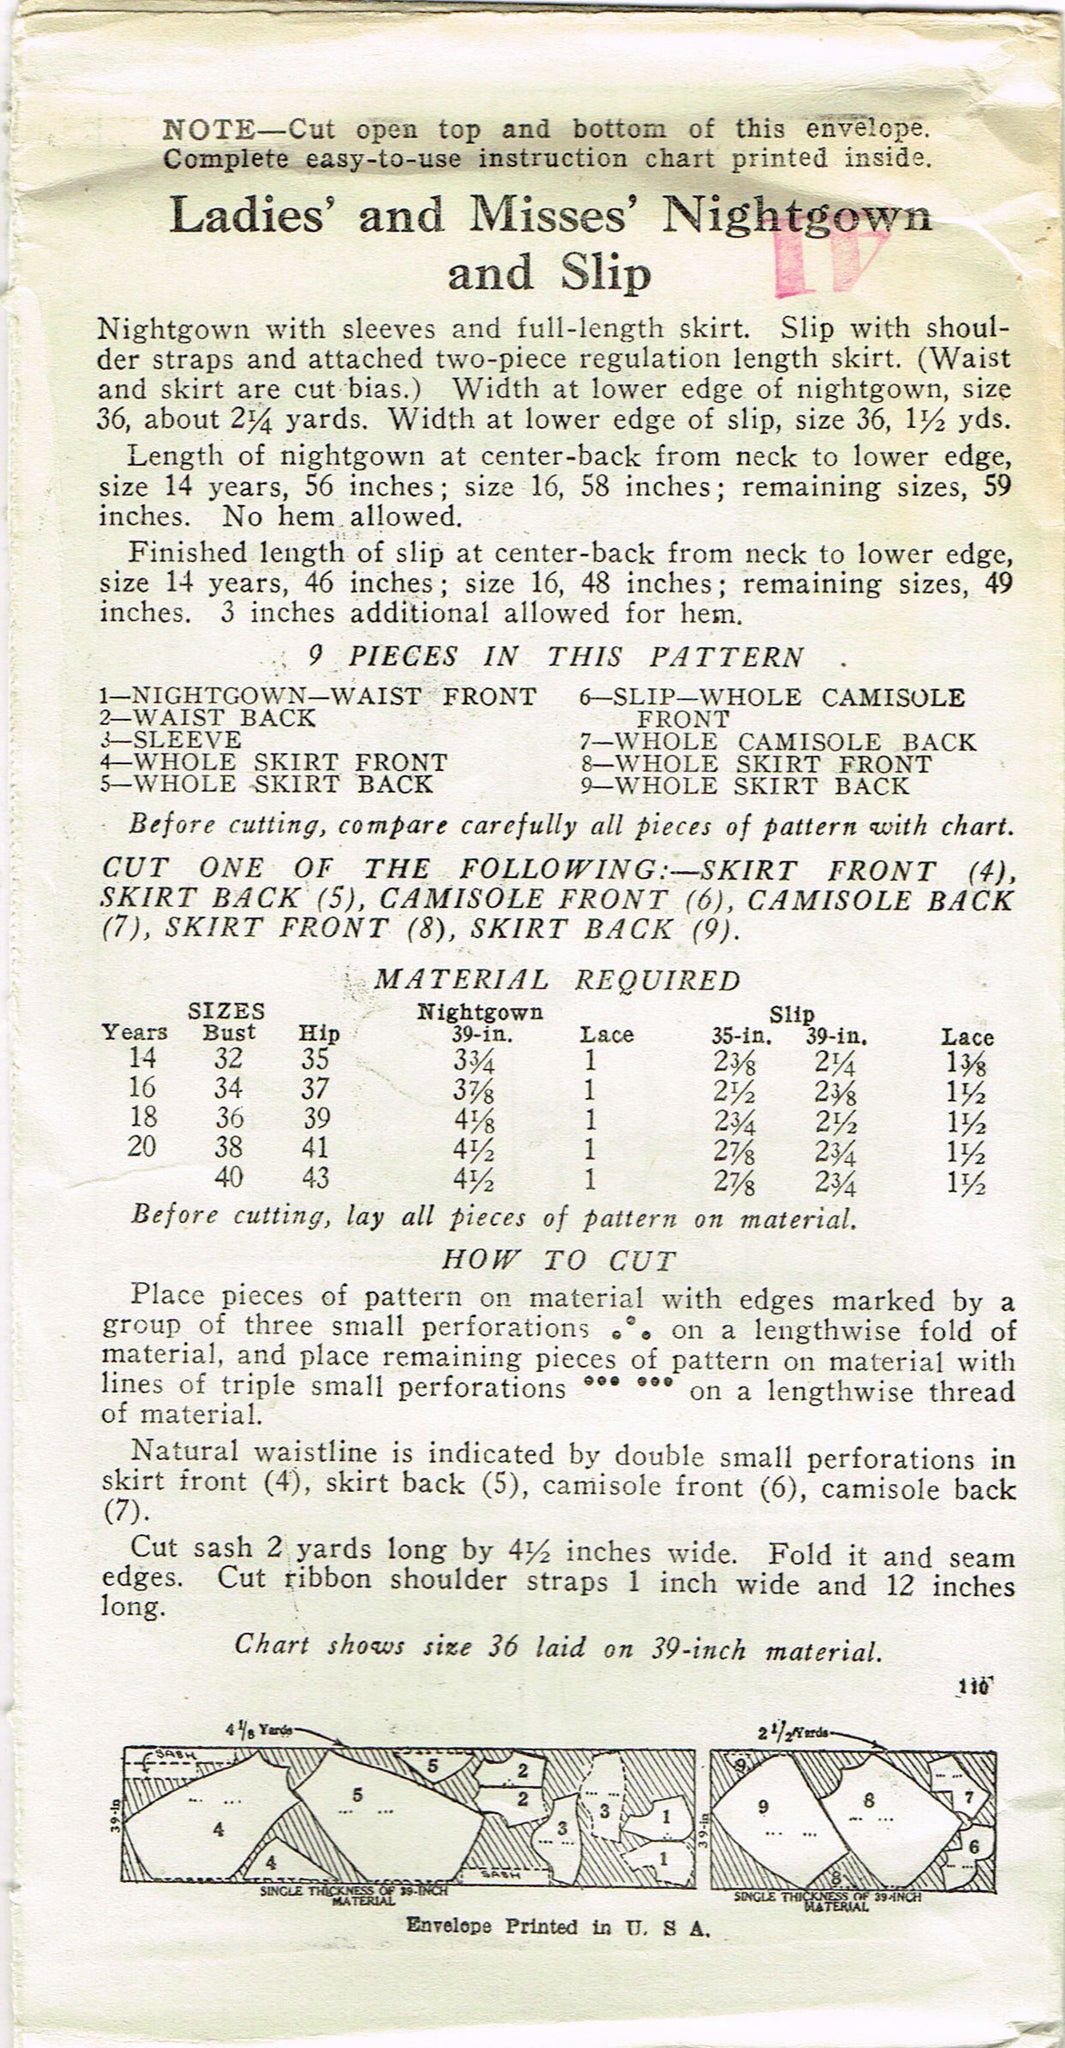 NOTE—Cut open top and bottom of this envelope.
Complete easy-to-use instruction chart printed inside.
Ladies' and Misses' Nightgown
and Slip
Nightgown with sleeves and full-length skirt. Slip with shoul-
der straps and attached two-piece regulation length skirt. (Waist
and skirt are cut bias.) Width at lower edge of nightgown, size
36, about 2¼ yards. Width at lower edge of slip, size 36, 1½ yds.
Length of nightgown at center-back from neck to lower edge,
size 14 years, 56 inches; size 16, 58 inches; remaining sizes, 59
inches. No hem allowed.
Finished length of slip at center-back from neck to lower edge,
size 14 years, 46 inches; size 16, 48 inches; remaining sizes, 49
inches. 3 inches additional allowed for hem.
9 PIECES IN THIS PATTERN
1—NIGHTGOWN—WAIST FRONT
2—WAIST BACK
3—SLEEVE
4—WHOLE SKIRT FRONT
5—WHOLE SKIRT BACK
6—SLIP—WHOLE CAMISOLE
FRONT
7—WHOLE CAMISOLE BACK
8—WHOLE SKIRT FRONT
9—WHOLE SKIRT BACK
Before cutting, compare carefully all pieces of pattern with chart.
CUT ONE OF THE FOLLOWING:—SKIRT FRONT (4),
SKIRT BACK (5), CAMISOLE FRONT (6), CAMISOLE BACK
(7), SKIRT FRONT (8), SKIRT BACK (9).
MATERIAL REQUIRED
SIZES Nightgown Slip
Years Bust Hip 39-in. Lace 35-in. 39-in. Lace
14 32 35 3¾ 1 2⅜ 2¼ 1⅜
16 34 37 3⅞ 1 2½ 2⅜ 1½
18 36 39 4⅛ 1 2¾ 2½ 1½
20 38 41 4½ 1 2⅞ 2¾ 1½
40 43 4½ 1 2⅞ 2¾ 1½
Before cutting, lay all pieces of pattern on material.
HOW TO CUT
Place pieces of pattern on material with edges marked by a
group of three small perforations on a lengthwise fold of
material, and place remaining pieces of pattern on material with
lines of triple small perforations on a lengthwise thread
of material.
Natural waistline is indicated by double small perforations in
skirt front (4), skirt back (5), camisole front (6), camisole back
(7).
Cut sash 2 yards long by 4½ inches wide. Fold it and seam
edges. Cut ribbon shoulder straps 1 inch wide and 12 inches
long.
Chart shows size 36 laid on 39-inch material.
110
4 ⅛ Yards
2 ½ Yards
SASH 5 2 9 7
39-in 4 5 2 3 3 1 39-in 9 8 6
4 SASH 1 8
SINGLE THICKNESS OF 39-INCH
MATERIAL
SINGLE THICKNESS OF 39-INCH
MATERIAL
Envelope Printed in U. S A.